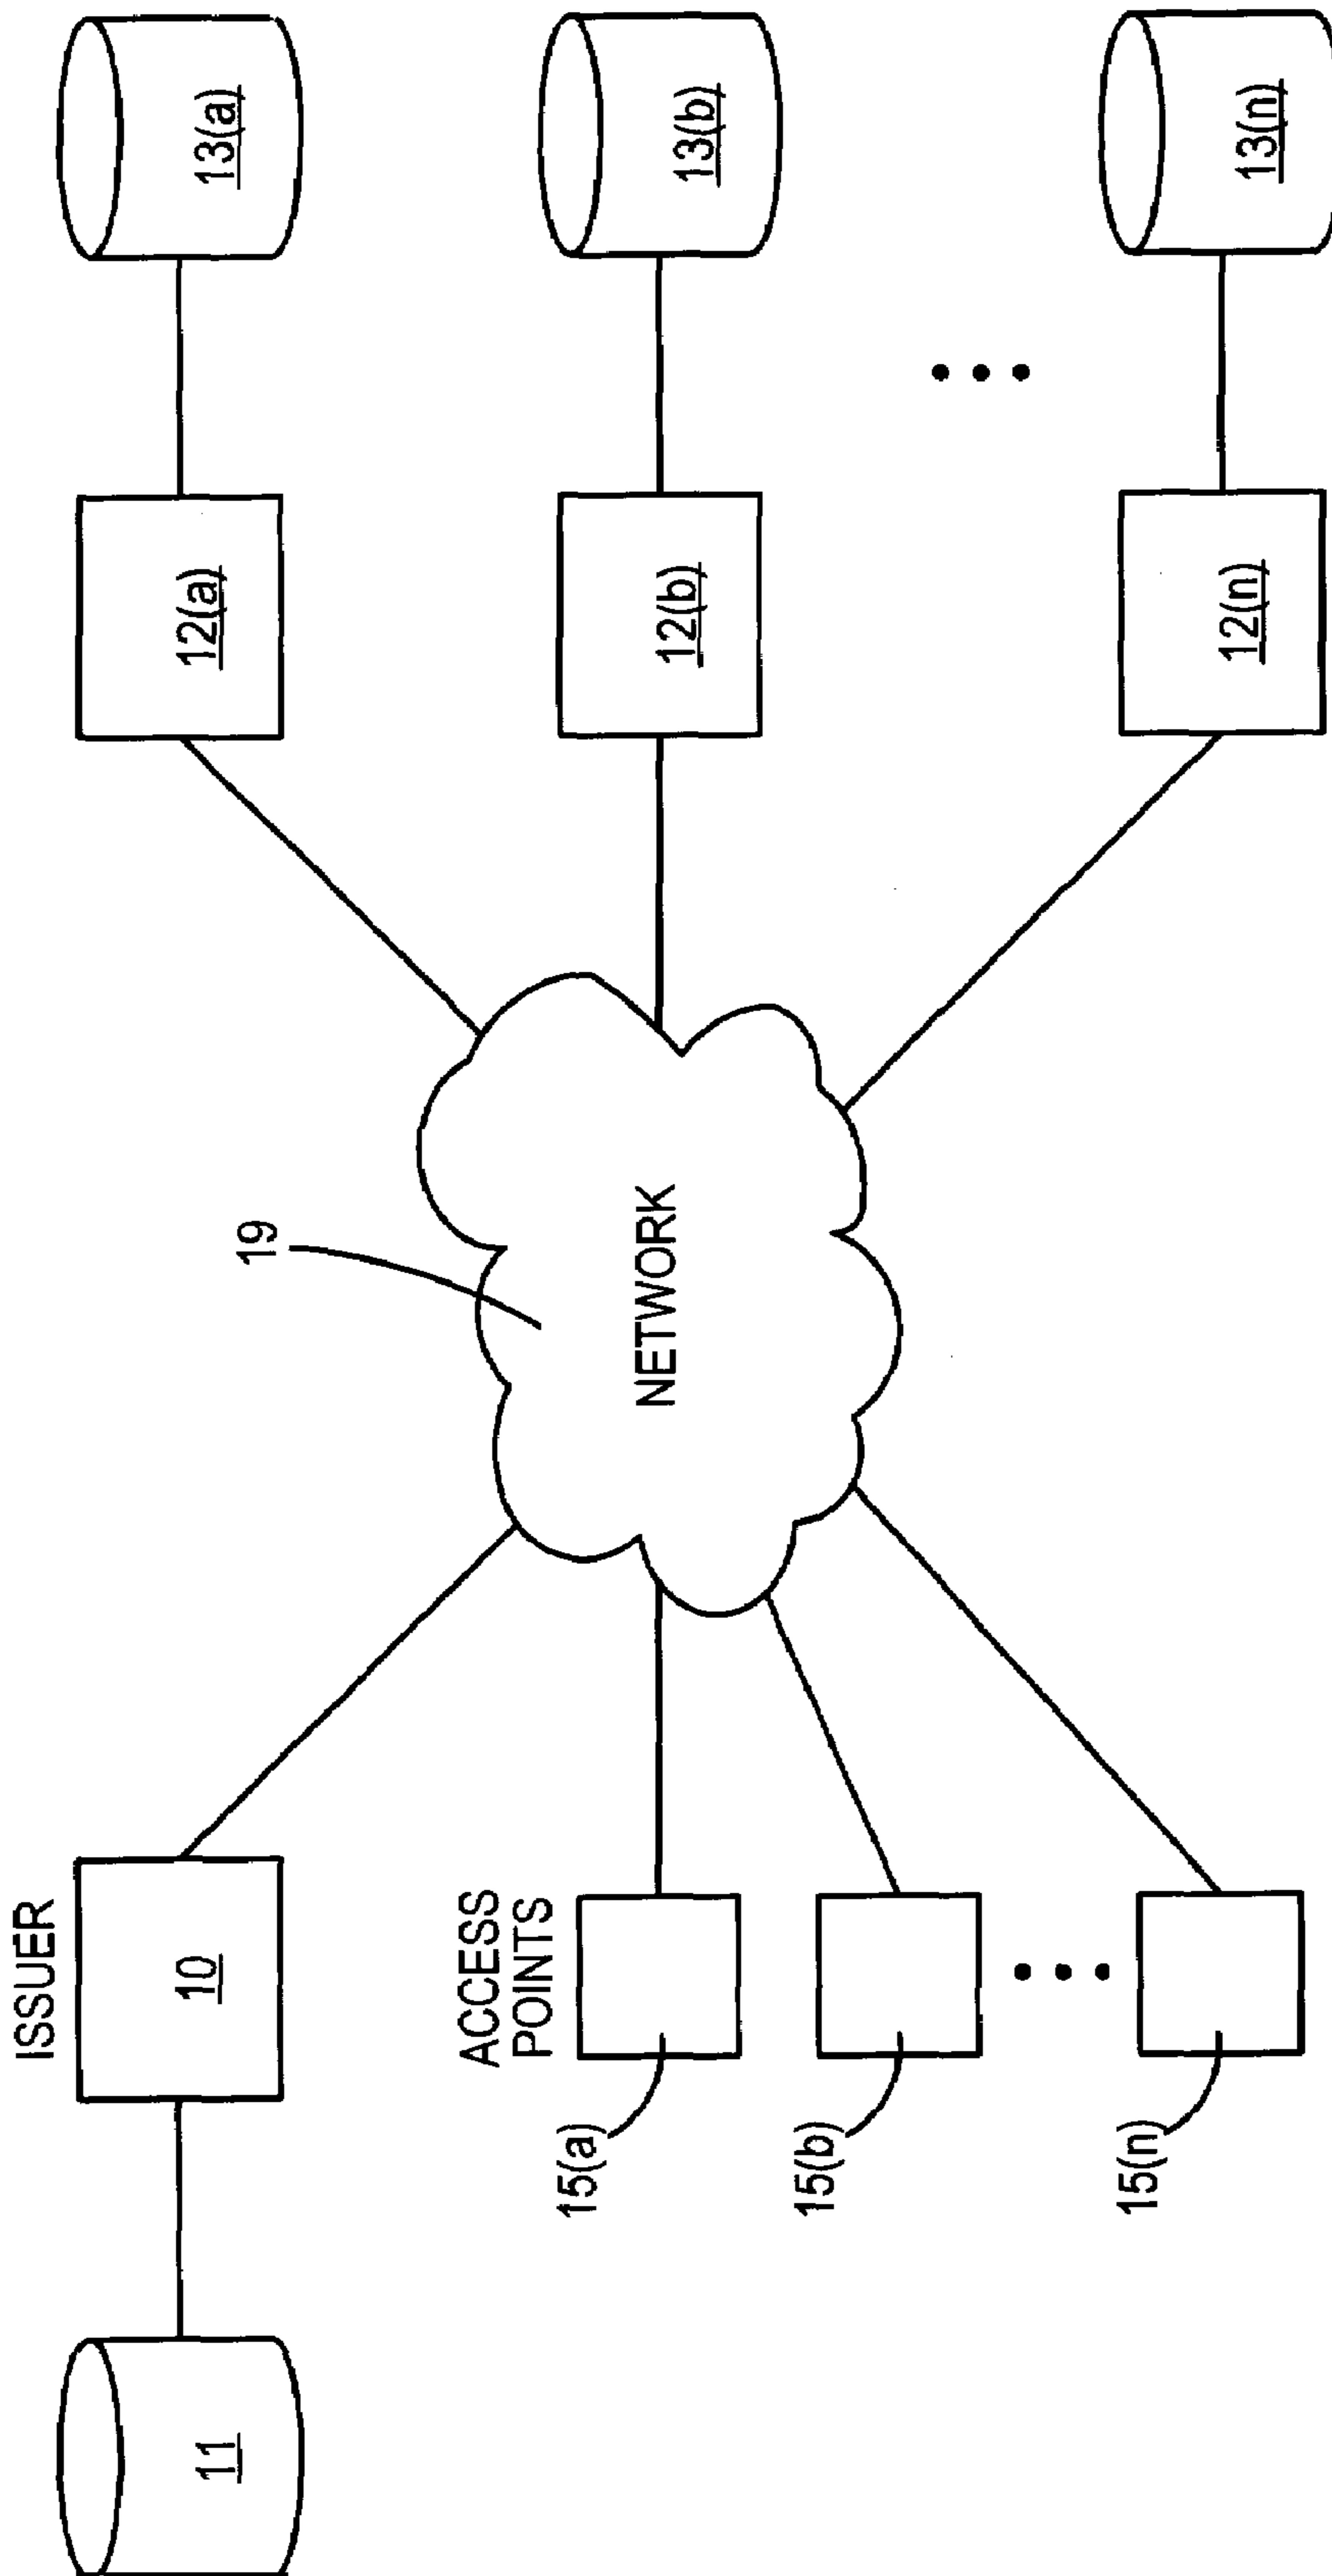 ISSUER
11
10
12(a)
13(a)
19
NETWORK
ACCESS
POINTS
15(a)
15(b)
15(n)
12(b)
13(b)
12(n)
13(n)